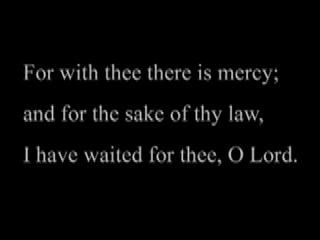 For with thee there is mercy;
and for the sake of thy law,
I have waited for thee, O Lord.